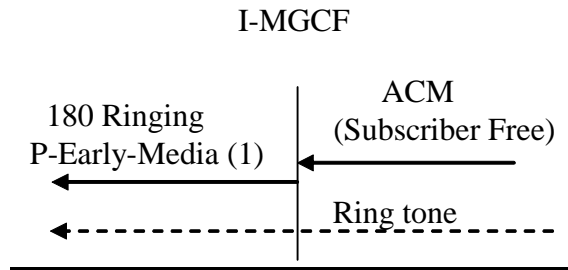 I-MGCF
180 Ringing
P-Early-Media (1)
ACM
(Subscriber Free)
Ring tone